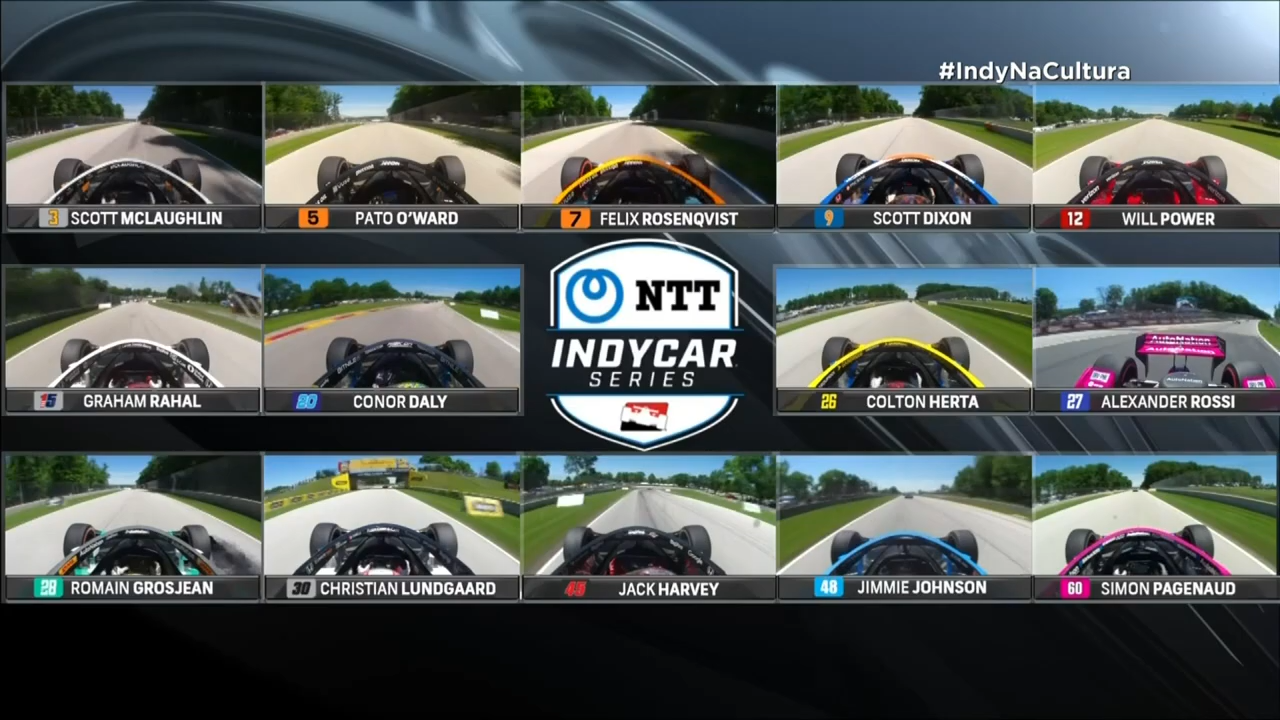 #IndyNaCultura
3 SCOTT MCLAUGHLIN
5 PATO O'WARD
7 FELIX ROSENQVIST
9 SCOTT DIXON
12 WILL POWER
NTT
INDYCAR
SERIES
15 GRAHAM RAHAL
20 CONOR DALY
26 COLTON HERTA
AutoNation
27 ALEXANDER ROSSI
28 ROMAIN GROSJEAN
30 CHRISTIAN LUNDGAARD
45 JACK HARVEY
48 JIMMIE JOHNSON
60 SIMON PAGENAUD